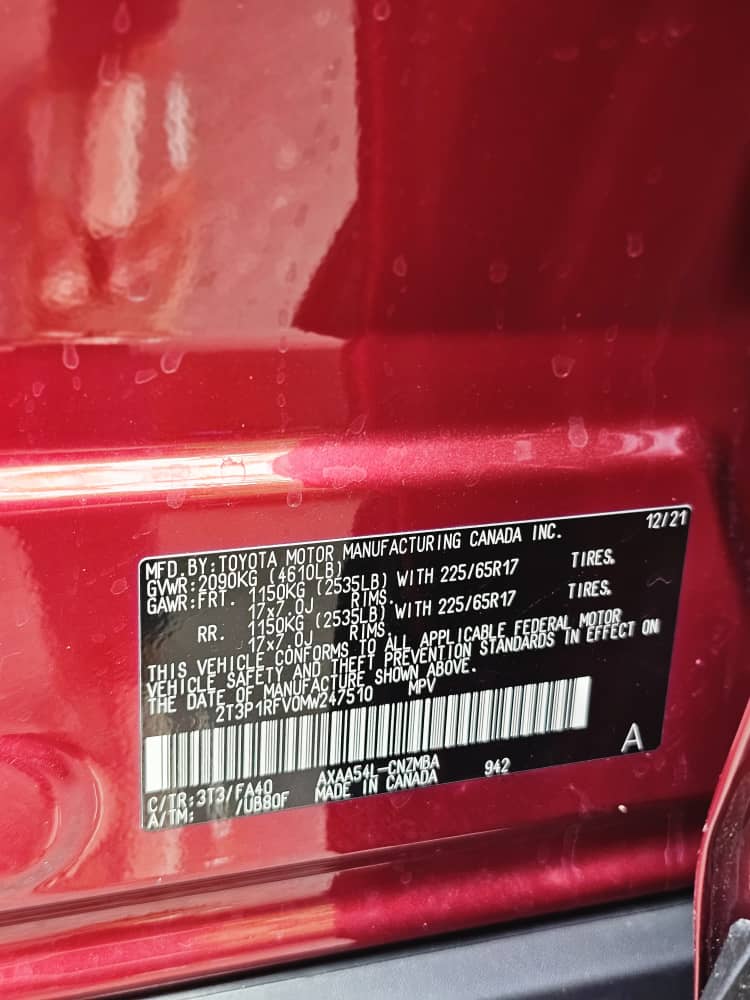 12/21
MFD.BY:TOYOTA MOTOR MANUFACTURING CANADA INC.
GVWR:2090KG (4610LB)
GAWR:FRT. 1150KG (2535LB) WITH 225/65R17 TIRES,
17x7.0J RIMS.
RR. 1150KG (2535LB) WITH 225/65R17 TIRES,
17x7.0J RIMS.
THIS VEHICLE CONFORMS TO ALL APPLICABLE FEDERAL MOTOR
VEHICLE SAFETY AND THEFT PREVENTION STANDARDS IN EFFECT ON
THE DATE OF MANUFACTURE SHOWN ABOVE.
2T3P1RFV0MW247510 MPV
A
C/TR:3T3/FA40 AXAA54L-CNZMBA 942
A/TM: /UB80F MADE IN CANADA